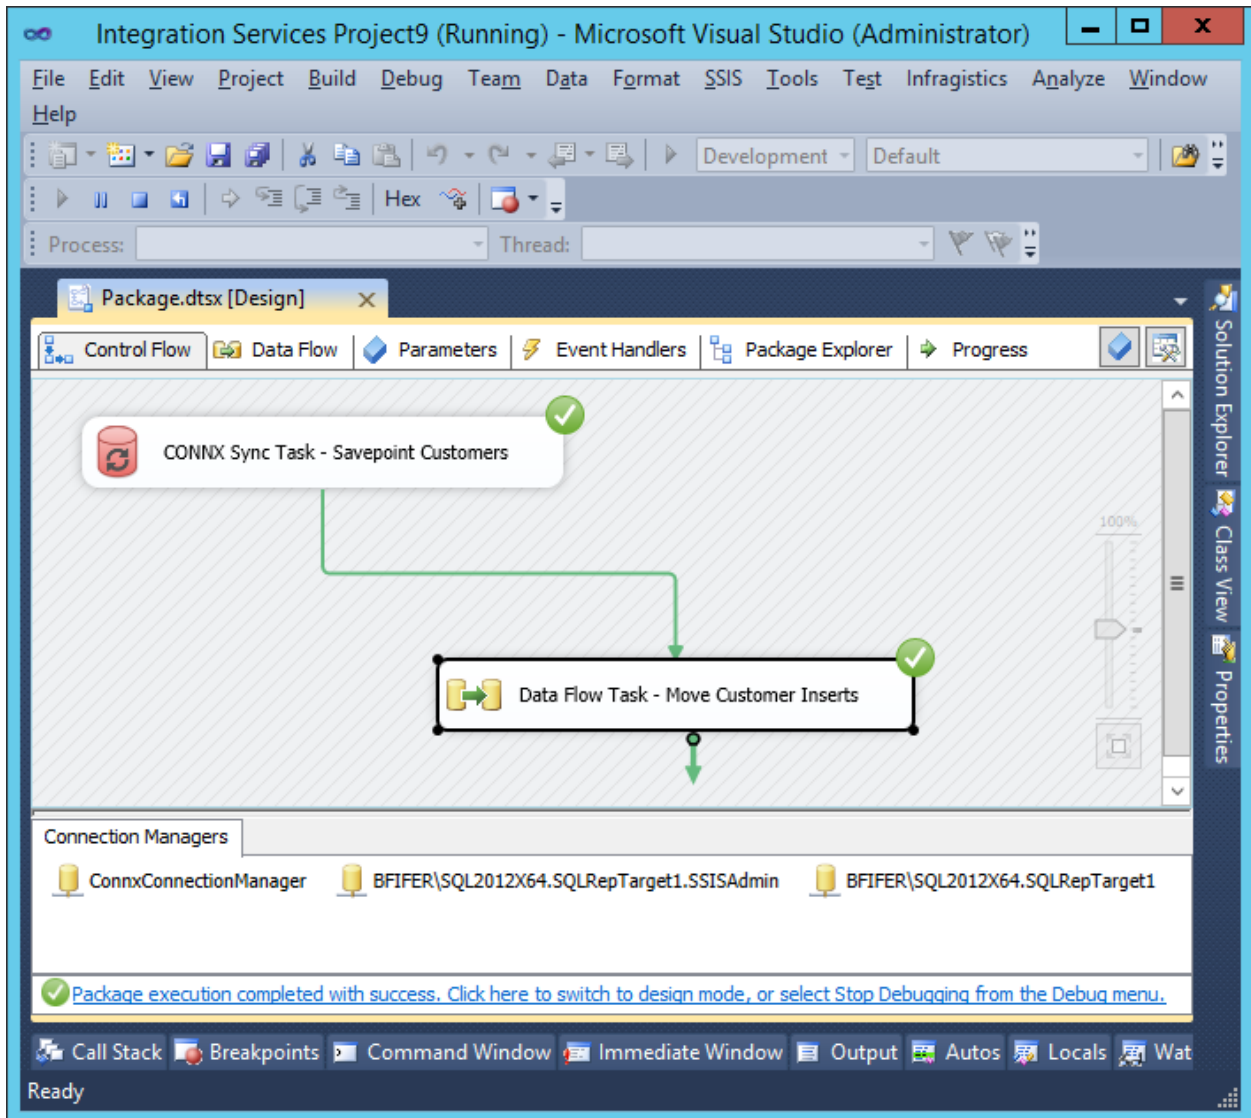 Integration Services Project9 (Running) - Microsoft Visual Studio (Administrator)
File Edit View Project Build Debug Team Data Format SSIS Tools Test Infragistics Analyze Window
Help
Development Default
Hex
Process: Thread:
Package.dtsx [Design]
Control Flow Data Flow Parameters Event Handlers Package Explorer Progress
CONNX Sync Task - Savepoint Customers
100%
Data Flow Task - Move Customer Inserts
Solution Explorer
Class View
Properties
Connection Managers
ConnxConnectionManager BFIFER\SQL2012X64.SQLRepTarget1.SSISAdmin BFIFER\SQL2012X64.SQLRepTarget1
Package execution completed with success. Click here to switch to design mode, or select Stop Debugging from the Debug menu.
Call Stack Breakpoints Command Window Immediate Window Output Autos Locals Wat
Ready